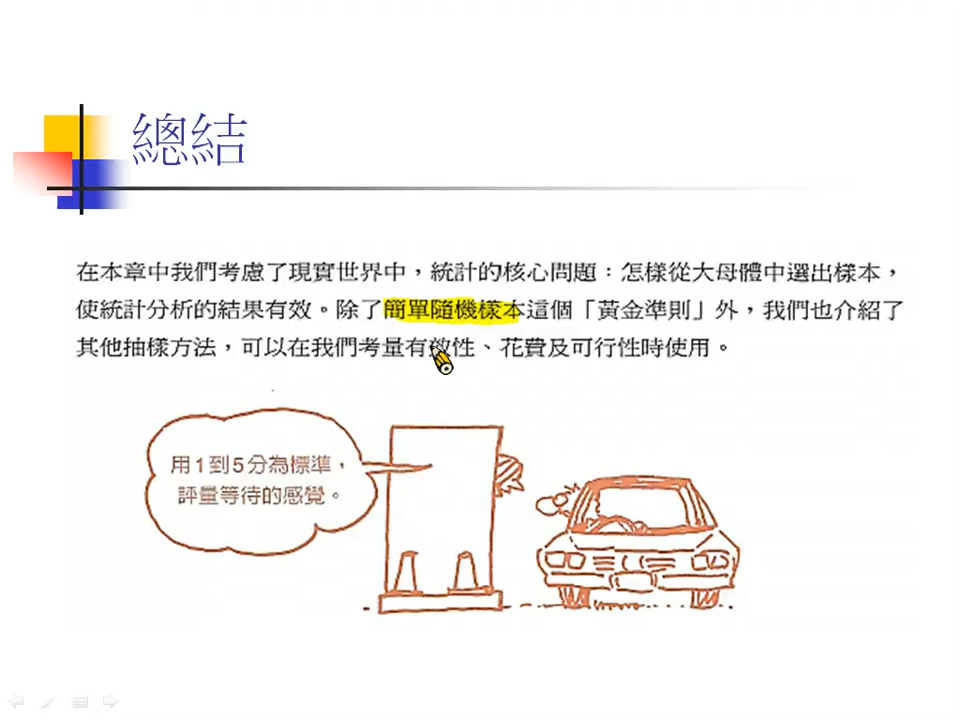 總結
在本章中我們考慮了現實世界中，統計的核心問題：怎樣從大母體中選出樣本，
使統計分析的結果有效。除了簡單隨機樣本這個「黃金準則」外，我們也介紹了
其他抽樣方法，可以在我們考量有效性、花費及可行性時使用。
用1到5分為標準，
評量等待的感覺。